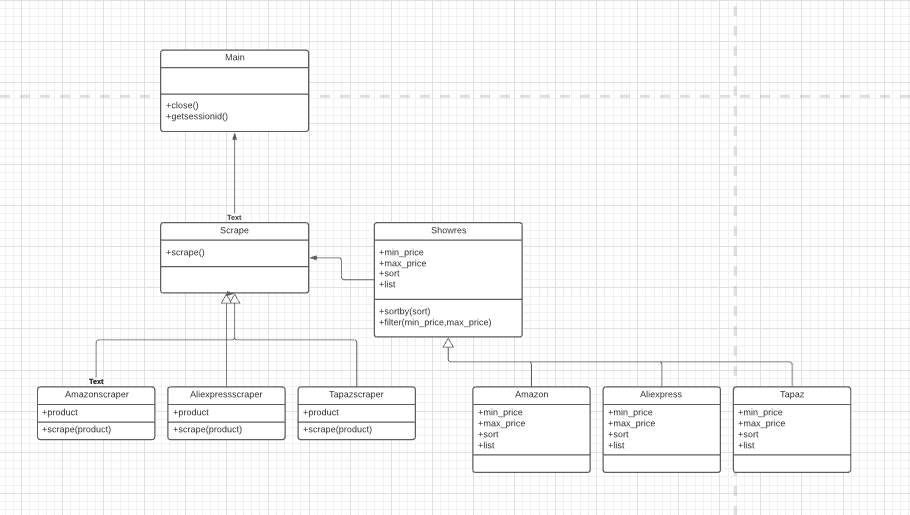 Main
+close()
+getsessionid()
Text
Scrape
+scrape()
Showres
+min_price
+max_price
+sort
+list
+sortby(sort)
+filter(min_price,max_price)
Text
Amazonscraper
+product
+scrape(product)
Aliexpressscraper
+product
+scrape(product)
Tapazscraper
+product
+scrape(product)
Amazon
+min_price
+max_price
+sort
+list
Aliexpress
+min_price
+max_price
+sort
+list
Tapaz
+min_price
+max_price
+sort
+list